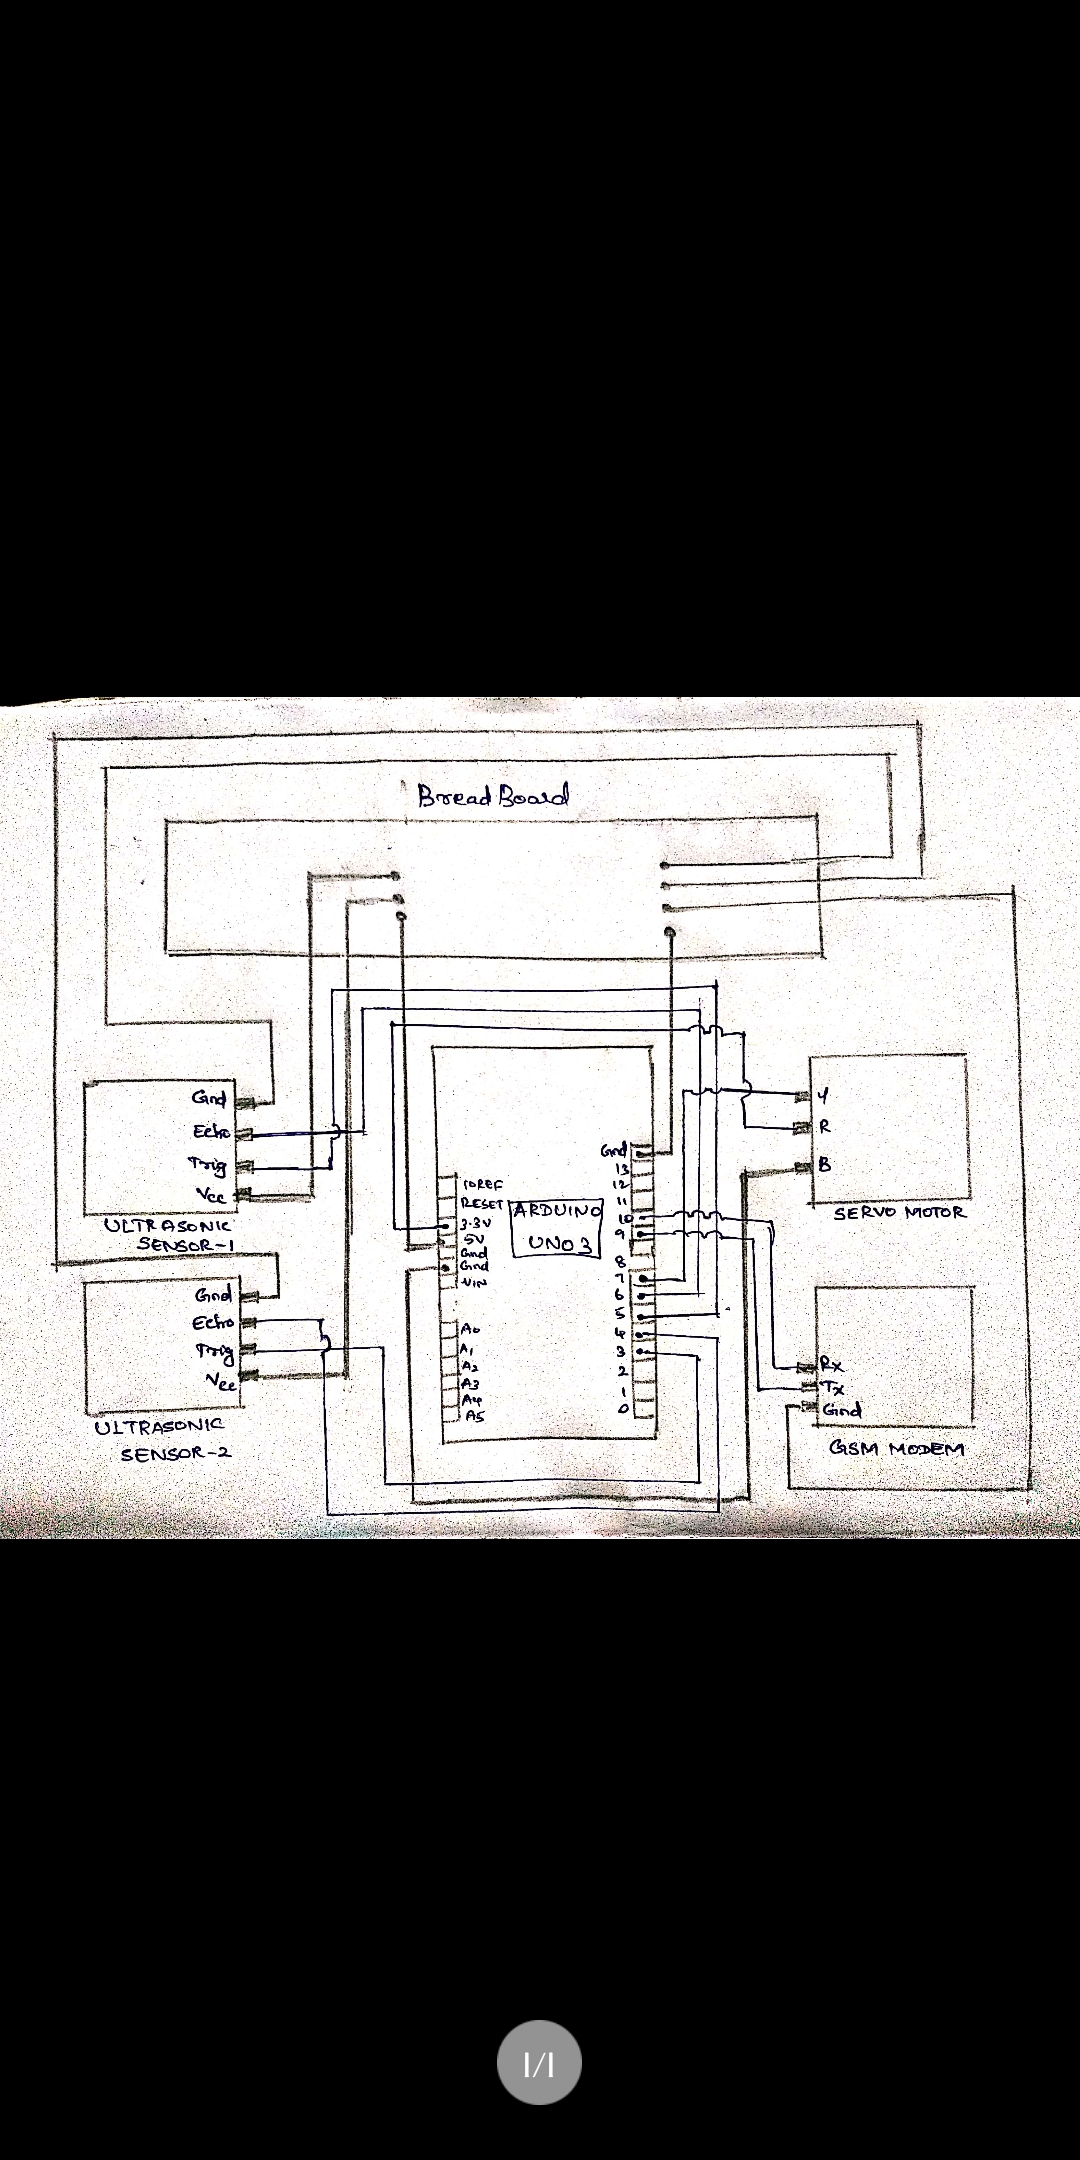 Bread Board
Gnd
Echo
Trig
Vcc
ULTRASONIC
SENSOR-1
Gnd
Echo
Trig
Vcc
ULTRASONIC
SENSOR-2
IOREF
RESET
3.3V
5V
Gnd
Gnd
VIN
A0
A1
A2
A3
A4
A5
ARDUINO
UNO 3
Gnd
13
12
11
10
9
8
7
6
5
4
3
2
1
0
Y
R
B
SERVO MOTOR
Rx
Tx
Gnd
GSM MODEM
1/1